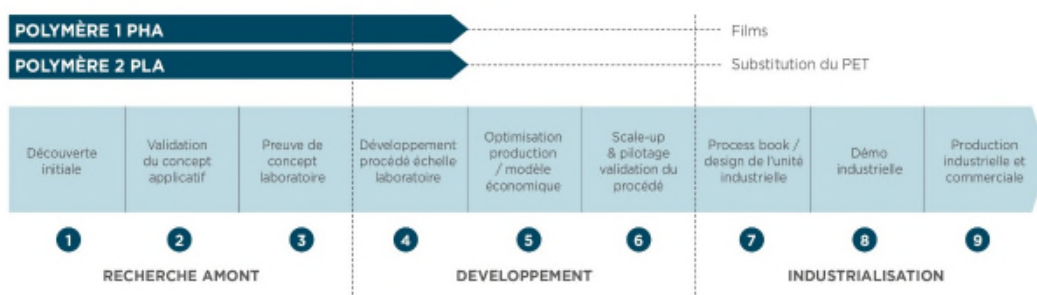 POLYMÈRE 1 PHA
Films
POLYMÈRE 2 PLA
Substitution du PET
Découverte
initiale
Validation
du concept
applicatif
Preuve de
concept
laboratoire
Développement
procédé échelle
laboratoire
Optimisation
production
/ modèle
économique
Scale-up
& pilotage
validation du
procédé
Process book /
design de l'unité
industrielle
Démo
industrielle
Production
industrielle et
commerciale
1
2
3
4
5
6
7
8
9
RECHERCHE AMONT
DEVELOPPEMENT
INDUSTRIALISATION